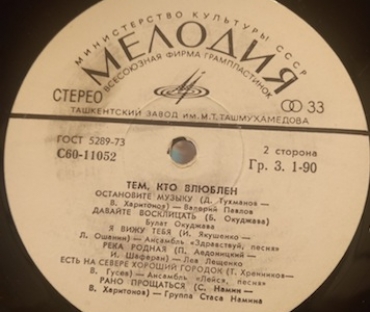 МИНИСТЕРСТВО КУЛЬТУРЫ СССР
МЕЛОДИЯ
ВСЕСОЮЗНАЯ ФИРМА ГРАМПЛАСТИНОК
СТЕРЕО
33
ТАШКЕНТСКИЙ ЗАВОД ИМ. М.Т. ТАШМУХАМЕДОВА
ГОСТ 5289-73
2 сторона
С60-11052
Гр. 3. 1-90
ТЕМ, КТО ВЛЮБЛЕН
ОСТАНОВИТЕ МУЗЫКУ (Д. Тухманов —
В. Харитонов) — Валерий Павлов
ДАВАЙТЕ ВОСКЛИЦАТЬ (Б. Окуджава)
Булат Окуджава
Я ВИЖУ ТЕБЯ (И. Якушенко —
Л. Ошанин) — Ансамбль «Здравствуй, песня»
РЕКА РОДНАЯ (П. Аедоницкий —
И. Шаферан) — Лев Лещенко
ЕСТЬ НА СЕВЕРЕ ХОРОШИЙ ГОРОДОК (Т. Хренников —
В. Гусев) — Ансамбль «Лейся, песня»
РАНО ПРОЩАТЬСЯ (С. Намин —
В. Харитонов) — Группа Стаса Намина